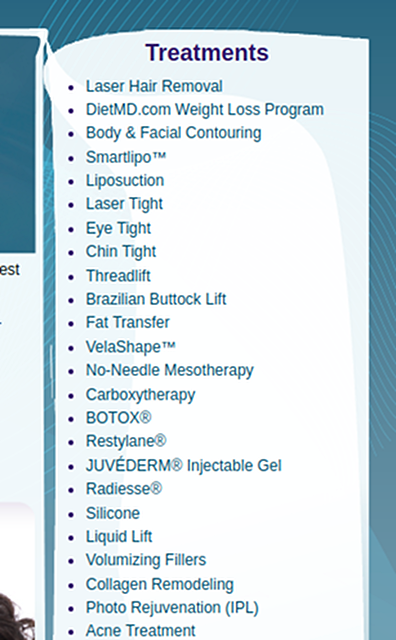 Treatments
Laser Hair Removal
DietMD.com Weight Loss Program
Body & Facial Contouring
Smartlipo™
Liposuction
Laser Tight
Eye Tight
est
Chin Tight
Threadlift
Brazilian Buttock Lift
Fat Transfer
VelaShape™
No-Needle Mesotherapy
Carboxytherapy
BOTOX®
Restylane®
JUVÉDERM® Injectable Gel
Radiesse®
Silicone
Liquid Lift
Volumizing Fillers
Collagen Remodeling
Photo Rejuvenation (IPL)
Acne Treatment